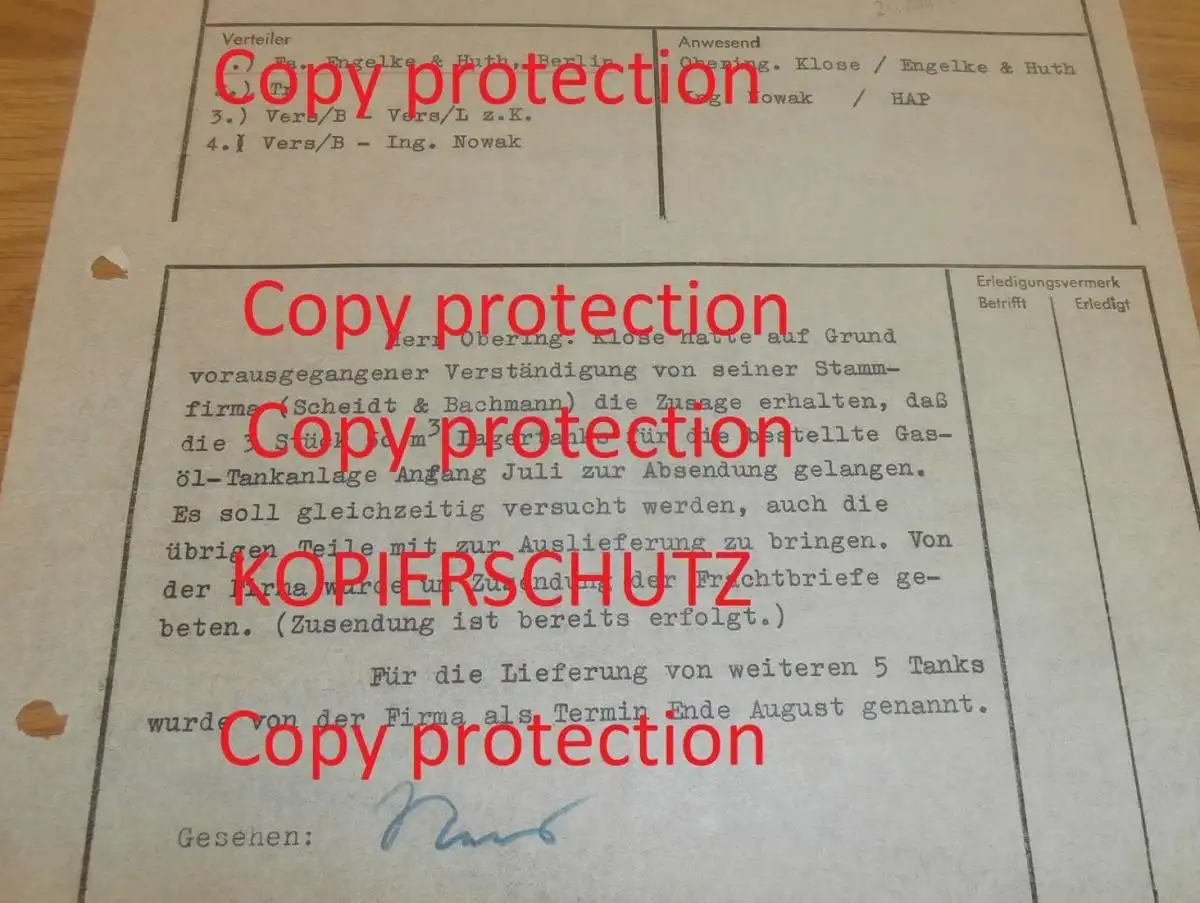 Verteiler
.) Fa. Engelke & Huth, Berlin
.) Tr
3.) Vers/B - Vers/L z.K.
4.) Vers/B - Ing. Nowak
Anwesend
Obering. Klose / Engelke & Huth
Ing. Nowak / HAP
Copy protection
Erledigungsvermerk
Betrifft Erledigt
Copy protection
Herr Obering. Klose hatte auf Grund
vorausgegangener Verständigung von seiner Stamm-
firma (Scheidt & Bachmann) die Zusage erhalten, daß
Copy protection
die 3 Stück m³ Lagertanks für die bestellte Gas-
öl-Tankanlage Anfang Juli zur Absendung gelangen.
Es soll gleichzeitig versucht werden, auch die
übrigen Teile mit zur Auslieferung zu bringen. Von
KOPIERSCHUTZ
der Firma wurde um Zusendung der Frachtbriefe ge-
beten. (Zusendung ist bereits erfolgt.)
Für die Lieferung von weiteren 5 Tanks
wurde von der Firma als Termin Ende August genannt.
Copy protection
Gesehen: